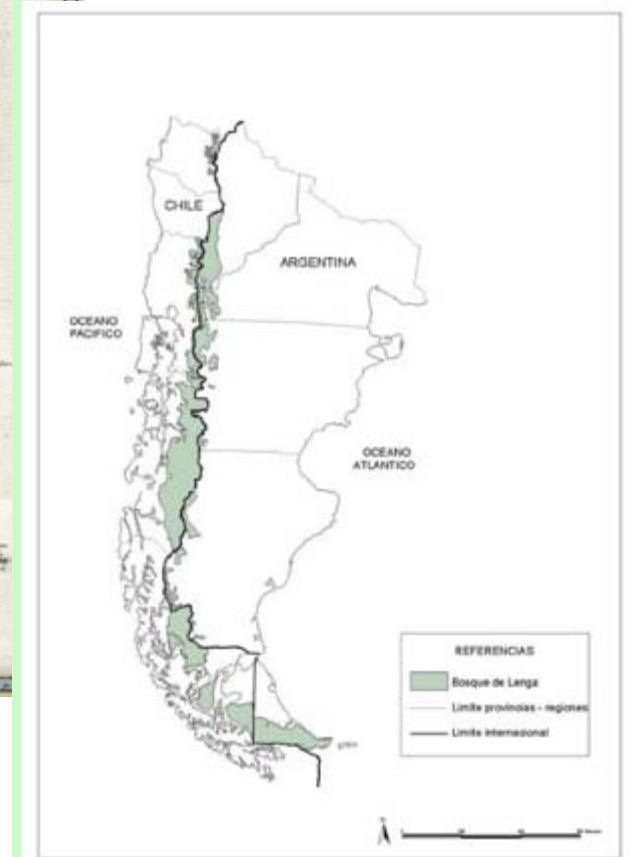 CHILE
ARGENTINA
OCEANO
PACIFICO
OCEANO
ATLANTICO
REFERENCIAS
Bosque de Lenga
Limite provincias - regiones
Limite internacional